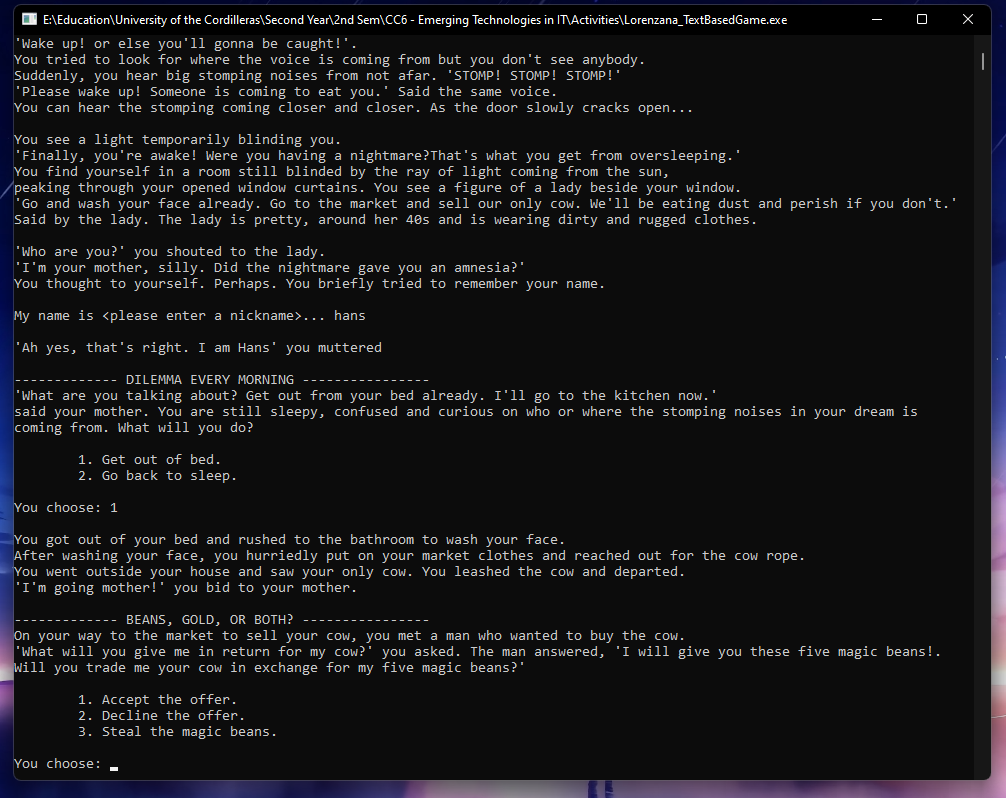 E:\Education\University of the Cordilleras\Second Year\2nd Sem\CC6 - Emerging Technologies in IT\Activities\Lorenzana_TextBasedGame.exe
'Wake up! or else you'll gonna be caught!'.
You tried to look for where the voice is coming from but you don't see anybody.
Suddenly, you hear big stomping noises from not afar. 'STOMP! STOMP! STOMP!'
'Please wake up! Someone is coming to eat you.' Said the same voice.
You can hear the stomping coming closer and closer. As the door slowly cracks open...
You see a light temporarily blinding you.
'Finally, you're awake! Were you having a nightmare?That's what you get from oversleeping.'
You find yourself in a room still blinded by the ray of light coming from the sun,
peaking through your opened window curtains. You see a figure of a lady beside your window.
'Go and wash your face already. Go to the market and sell our only cow. We'll be eating dust and perish if you don't.'
Said by the lady. The lady is pretty, around her 40s and is wearing dirty and rugged clothes.
'Who are you?' you shouted to the lady.
'I'm your mother, silly. Did the nightmare gave you an amnesia?'
You thought to yourself. Perhaps. You briefly tried to remember your name.
My name is <please enter a nickname>... hans
'Ah yes, that's right. I am Hans' you muttered
------------- DILEMMA EVERY MORNING ----------------
'What are you talking about? Get out from your bed already. I'll go to the kitchen now.'
said your mother. You are still sleepy, confused and curious on who or where the stomping noises in your dream is
coming from. What will you do?
1. Get out of bed.
2. Go back to sleep.
You choose: 1
You got out of your bed and rushed to the bathroom to wash your face.
After washing your face, you hurriedly put on your market clothes and reached out for the cow rope.
You went outside your house and saw your only cow. You leashed the cow and departed.
'I'm going mother!' you bid to your mother.
------------- BEANS, GOLD, OR BOTH? ----------------
On your way to the market to sell your cow, you met a man who wanted to buy the cow.
'What will you give me in return for my cow?' you asked. The man answered, 'I will give you these five magic beans!.
Will you trade me your cow in exchange for my five magic beans?'
1. Accept the offer.
2. Decline the offer.
3. Steal the magic beans.
You choose: